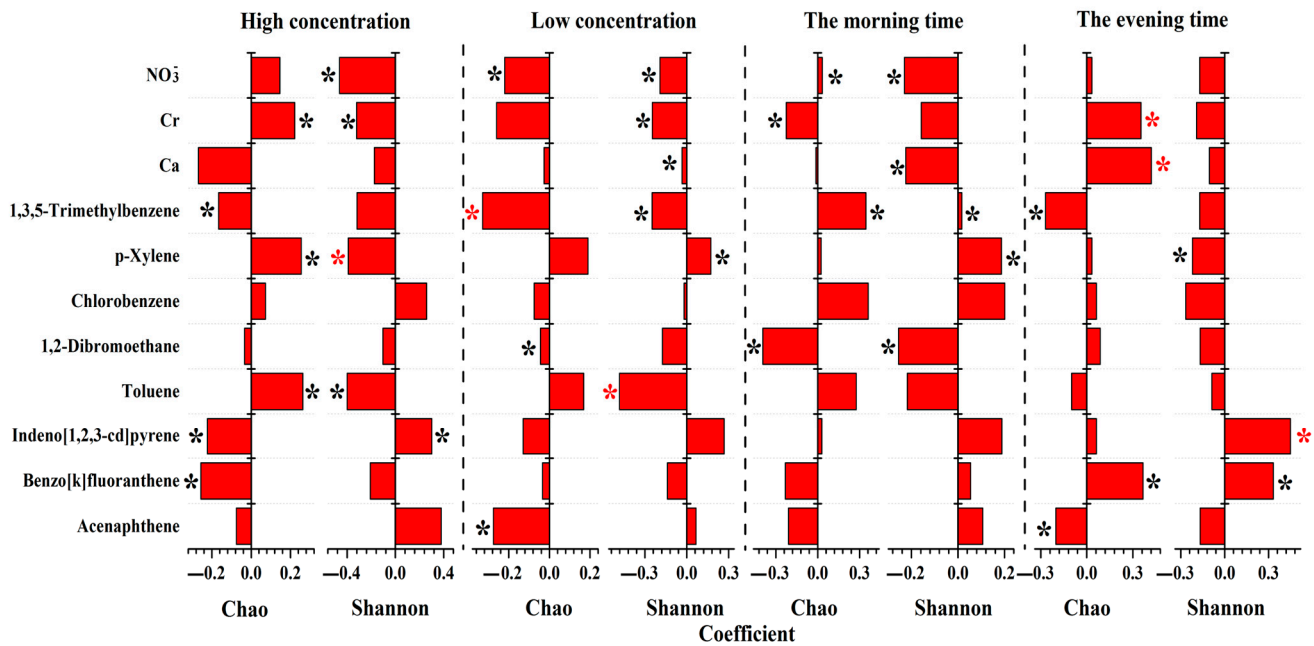 High concentration Low concentration The morning time The evening time
NO₃⁻
Cr
Ca
1,3,5-Trimethylbenzene
p-Xylene
Chlorobenzene
1,2-Dibromoethane
Toluene
Indeno[1,2,3-cd]pyrene
Benzo[k]fluoranthene
Acenaphthene
—0.2 0.0 0.2 —0.4 0.0 0.4 —0.2 0.0 0.2 —0.3 0.0 0.3 —0.2 0.0 0.2 —0.2 0.0 0.2 —0.3 0.0 0.3 —0.3 0.0 0.3
Chao Shannon Chao Shannon Chao Shannon Chao Shannon
Coefficient